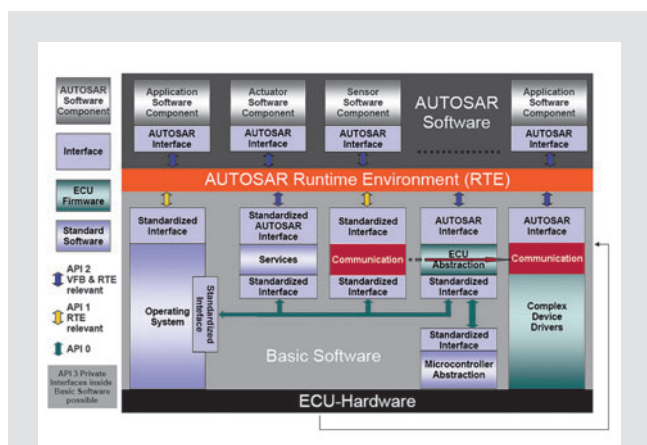 AUTOSAR
Software
Component
Interface
ECU
Firmware
Standard
Software
API 2
VFB & RTE
relevant
API 1
RTE
relevant
API 0
API 3 Private
Interfaces inside
Basic Software
possible
Application
Software
Component
AUTOSAR
Interface
Actuator
Software
Component
AUTOSAR
Interface
Sensor
Software
Component
AUTOSAR
Interface
AUTOSAR
Software
Application
Software
Component
AUTOSAR
Interface
AUTOSAR Runtime Environment (RTE)
Standardized
Interface
Operating
System
Standardized
Interface
Standardized
AUTOSAR
Interface
Services
Standardized
Interface
Standardized
Interface
Communication
Standardized
Interface
AUTOSAR
Interface
ECU
Abstraction
Standardized
Interface
Standardized
Interface
Microcontroller
Abstraction
AUTOSAR
Interface
Communication
Complex
Device
Drivers
Basic Software
ECU-Hardware